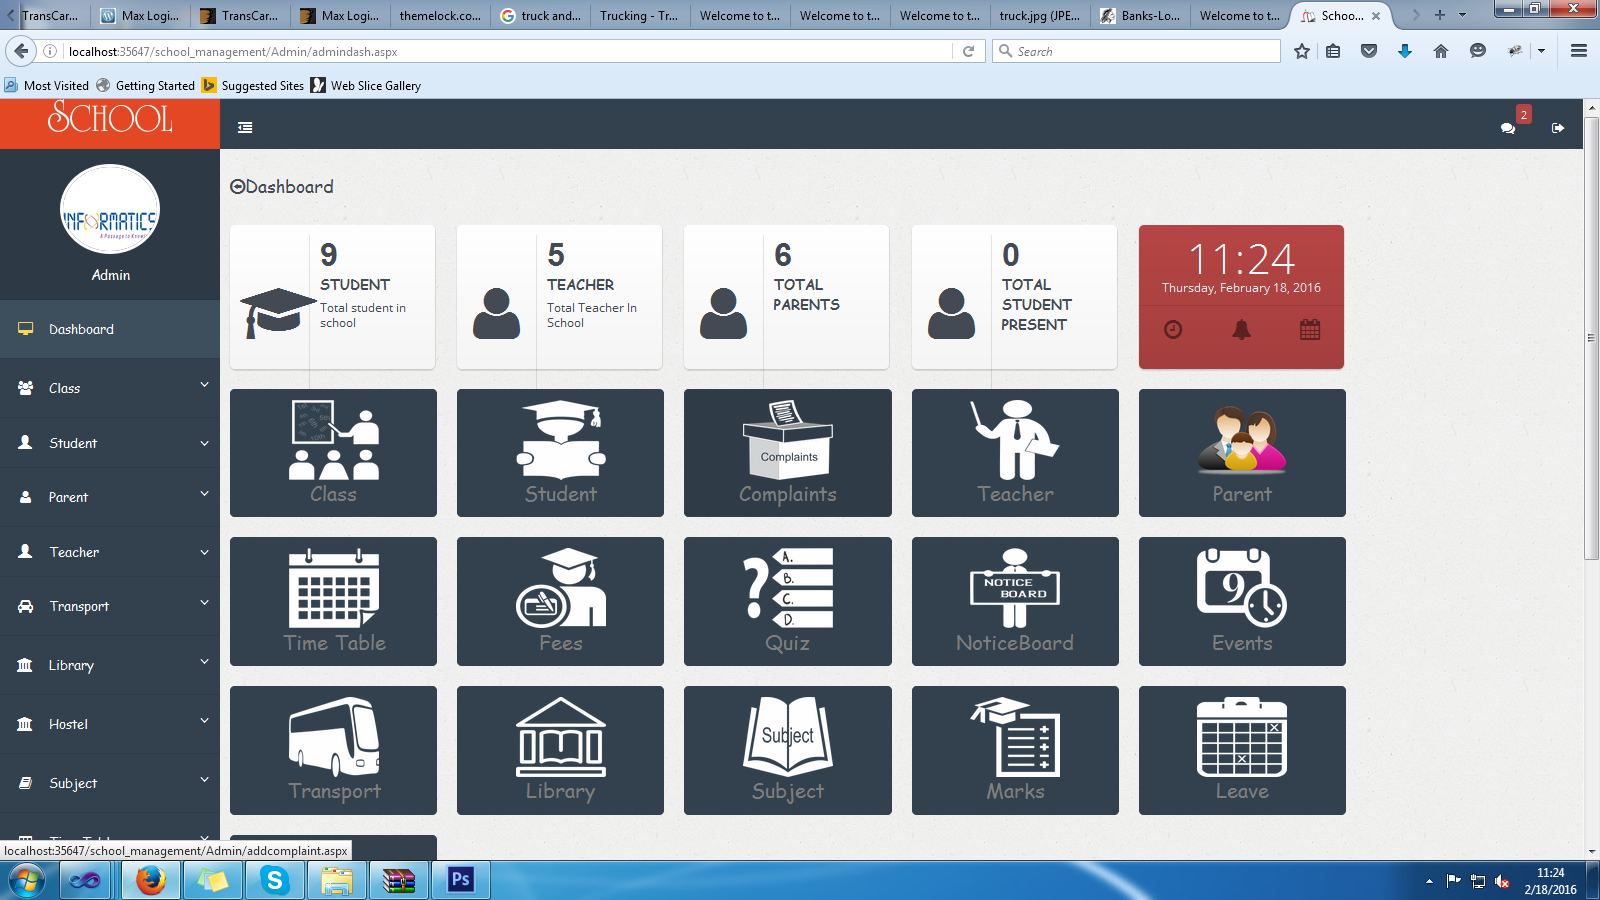 TransCar...
Max Logi...
TransCar...
Max Logi...
themelock.co...
truck and...
Trucking - Tr...
Welcome to t...
Welcome to t...
Welcome to t...
truck.jpg (JPE...
Banks-Lo...
Welcome to t...
Schoo...
localhost:35647/school_management/Admin/admindash.aspx
Search
Most Visited
Getting Started
Suggested Sites
Web Slice Gallery
SCHOOL
2
INFORMATICS
A Passage to Knowl
Admin
Dashboard
Class
Student
Parent
Teacher
Transport
Library
Hostel
Subject
Dashboard
9
STUDENT
Total student in
school
5
TEACHER
Total Teacher In
School
6
TOTAL
PARENTS
0
TOTAL
STUDENT
PRESENT
11:24
Thursday, February 18, 2016
Class
Student
Complaints
Complaints
Teacher
Parent
Time Table
Fees
A.
B.
C.
D.
Quiz
NOTICE
BOARD
NoticeBoard
9
Events
Transport
Library
Subject
Subject
Marks
Leave
localhost:35647/school_management/Admin/addcomplaint.aspx
S
Ps
11:24
2/18/2016